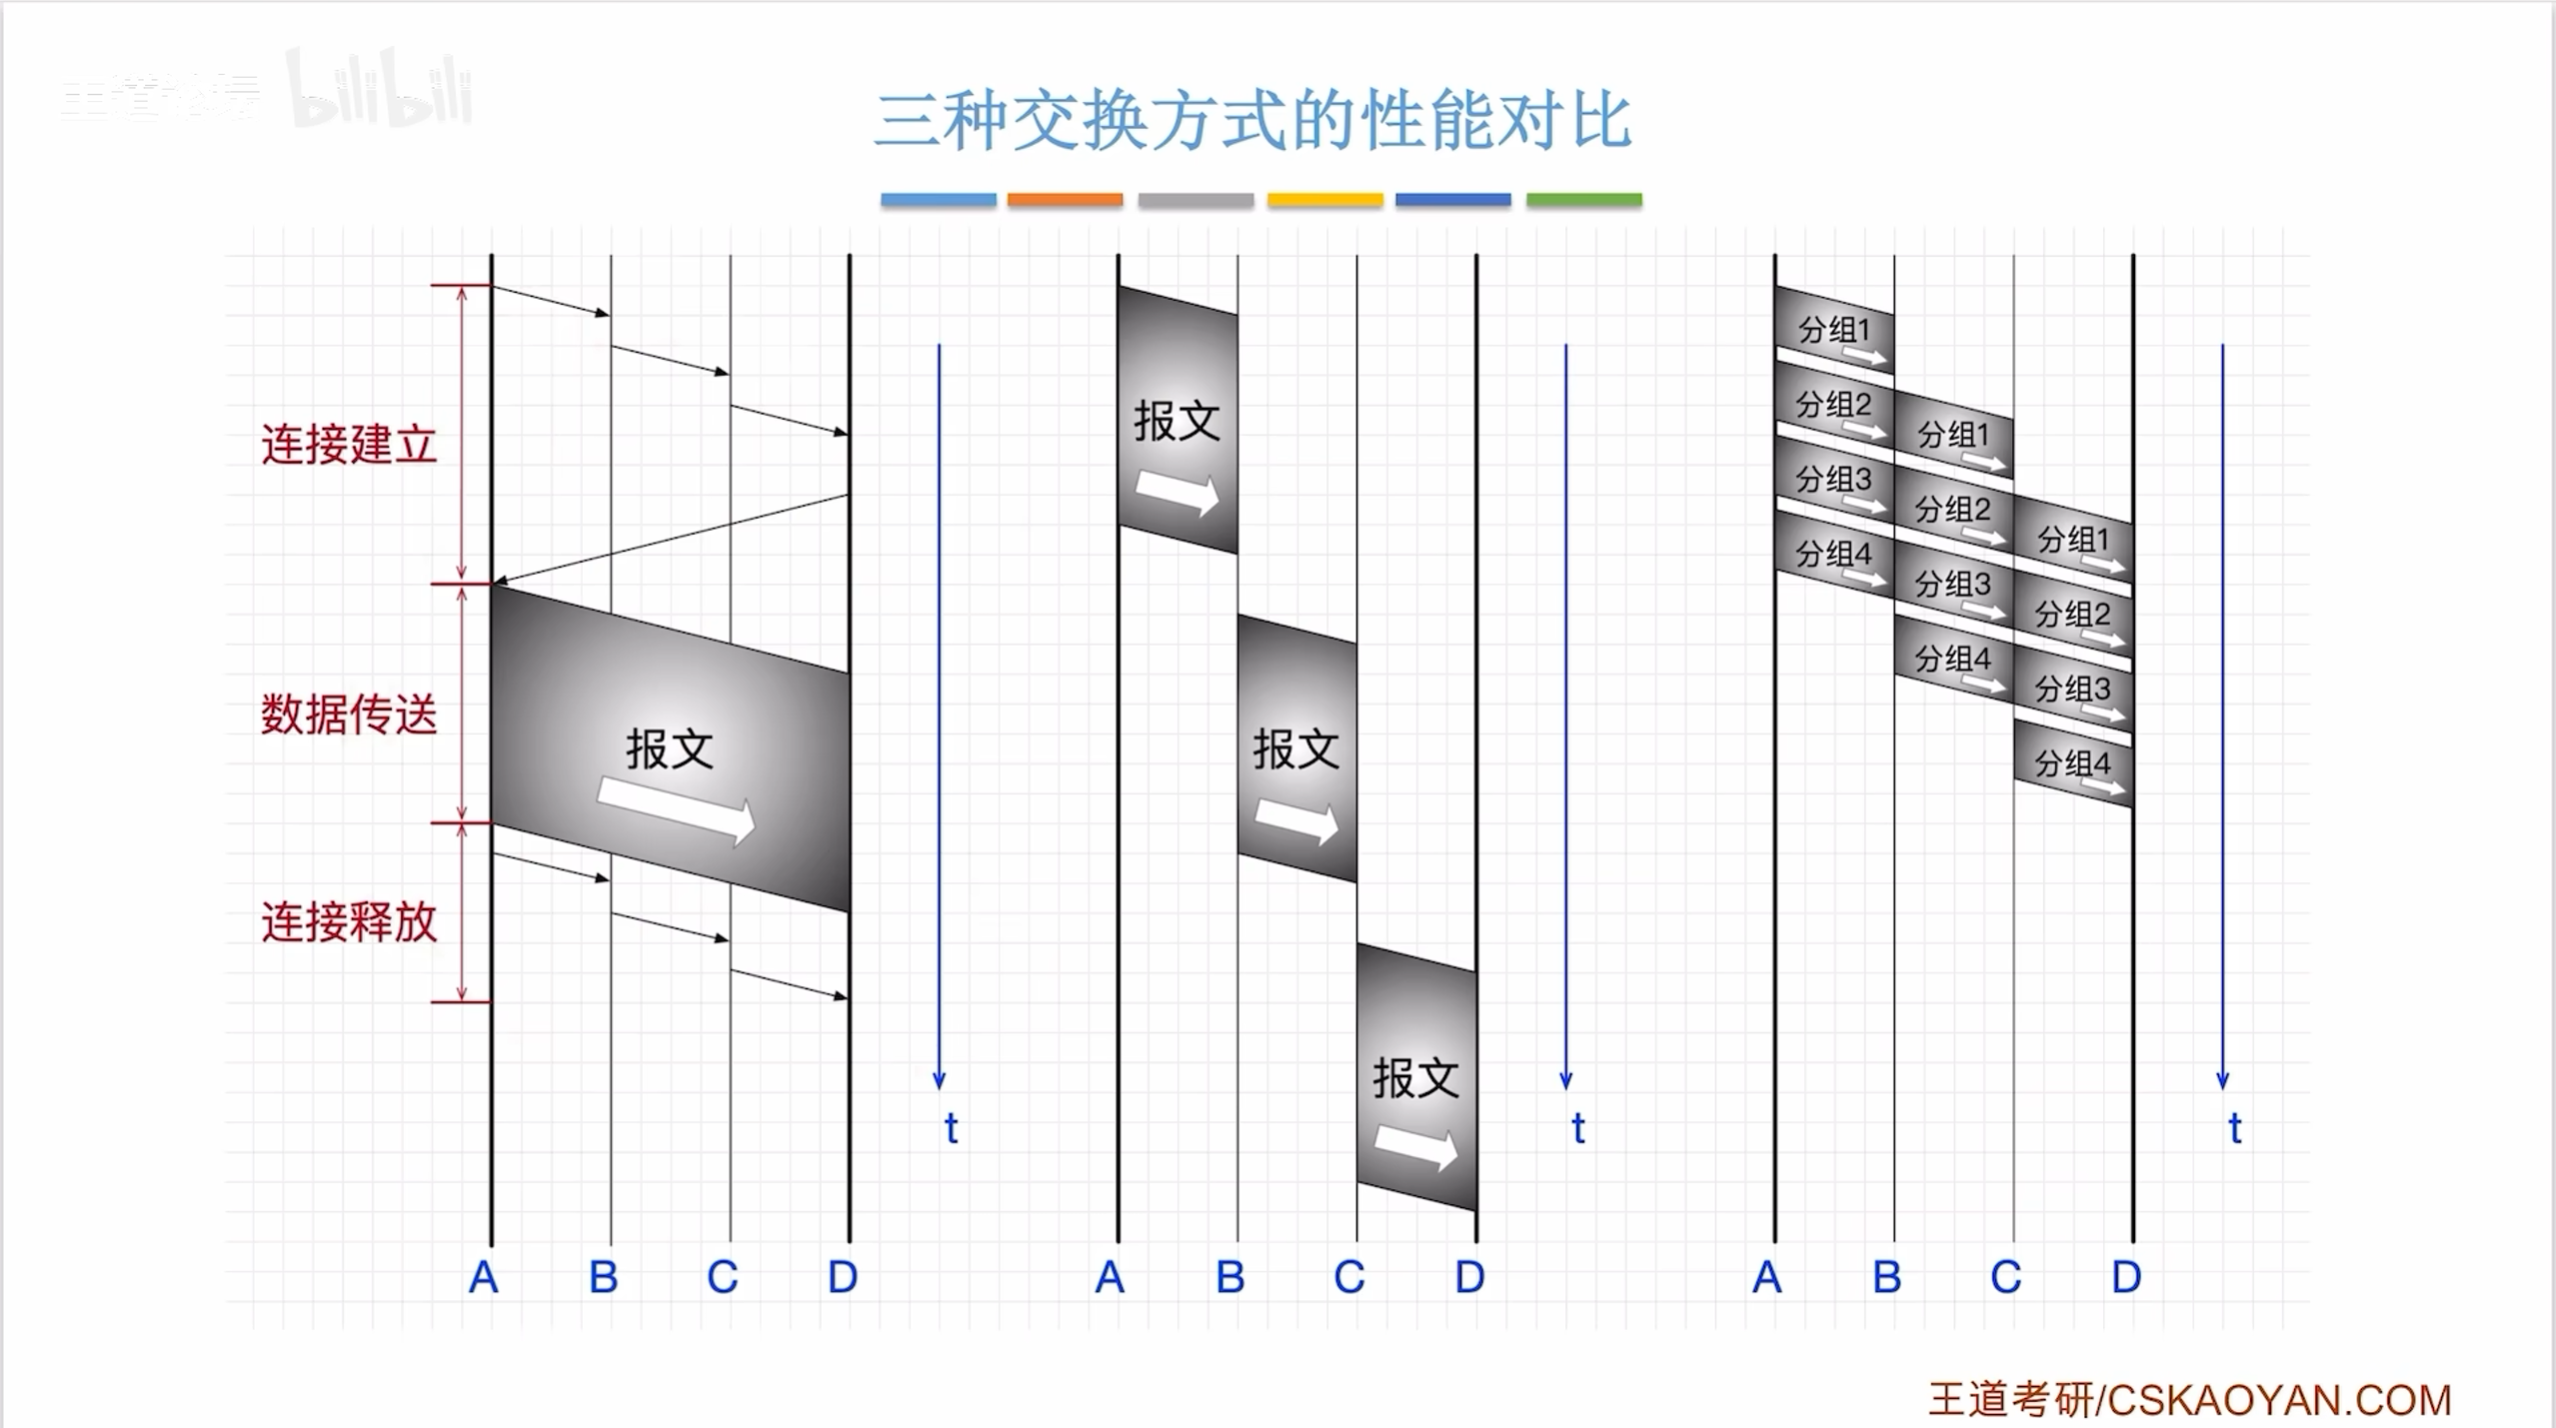 王道论坛 bilibili
三种交换方式的性能对比
连接建立
数据传送
连接释放
报文
t
A B C D
报文
报文
报文
t
A B C D
分组1
分组2 分组1
分组3 分组2 分组1
分组4 分组3 分组2
分组4 分组3
分组4
t
A B C D
王道考研/CSKAOYAN.COM